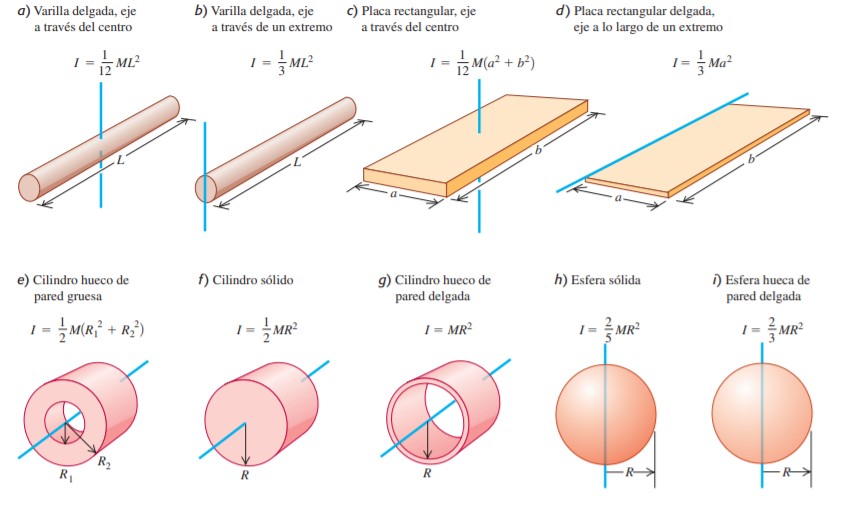 a) Varilla delgada, eje
a través del centro
I = 1/12 ML²
L
b) Varilla delgada, eje
a través de un extremo
I = 1/3 ML²
L
c) Placa rectangular, eje
a través del centro
I = 1/12 M(a² + b²)
b
a
d) Placa rectangular delgada,
eje a lo largo de un extremo
I = 1/3 Ma²
b
a
e) Cilindro hueco de
pared gruesa
I = 1/2 M(R₁² + R₂²)
R₂
R₁
f) Cilindro sólido
I = 1/2 MR²
R
g) Cilindro hueco de
pared delgada
I = MR²
R
h) Esfera sólida
I = 2/5 MR²
R
i) Esfera hueca de
pared delgada
I = 2/3 MR²
R